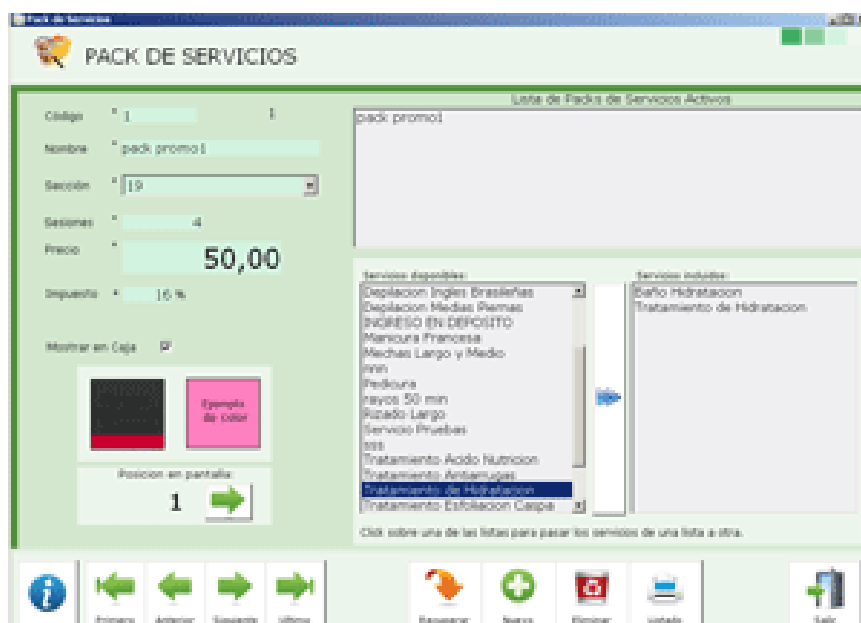 Pack de Servicios
PACK DE SERVICIOS
Código * 1
1
Nombre * pack promo1
Sección * 19
Sesiones * 4
Precio * 50,00
Impuesto * 16 %
Mostrar en Caja
Ejemplo
de color
Posicion en pantalla:
1
Lista de Packs de Servicios Activos
pack promo1
Servicios disponibles:
Depilacion Ingles Brasileñas
Depilacion Medias Piernas
INGRESO EN DEPOSITO
Manicura Francesa
Mechas Largo y Medio
nnn
Pedicura
rayos 50 min
Rizado Largo
Servicio Pruebas
sss
Tratamiento Acido Nutricion
Tratamiento Antiarrugas
Tratamiento de Hidratacion
Tratamiento Esfoliacion Caspa
Servicios incluidos:
Baño Hidratacion
Tratamiento de Hidratacion
Click sobre una de las listas para pasar los servicios de una lista a otra.
Primero
Anterior
Siguiente
Ultimo
Recuperar
Nuevo
Eliminar
Listado
Salir